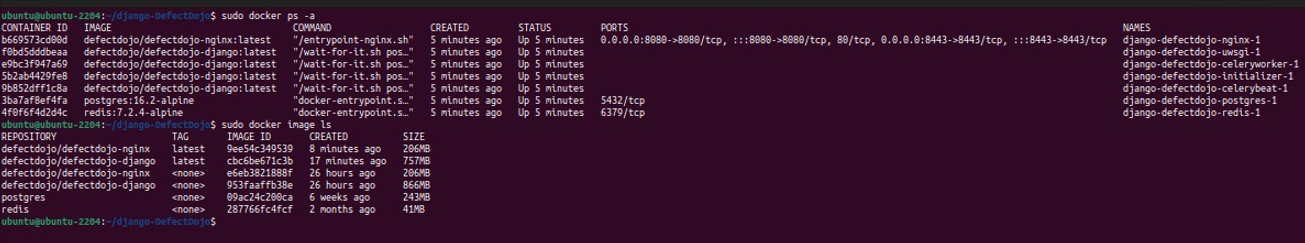 ubuntu@ubuntu-2204:~/django-DefectDojo$ sudo docker ps -a
CONTAINER ID   IMAGE   COMMAND   CREATED   STATUS   PORTS   NAMES
b669573cd00d   defectdojo/defectdojo-nginx:latest   "/entrypoint-nginx.sh"   5 minutes ago   Up 5 minutes   0.0.0.0:8080->8080/tcp, :::8080->8080/tcp, 80/tcp, 0.0.0.0:8443->8443/tcp, :::8443->8443/tcp   django-defectdojo-nginx-1
f0bd5dddbeaa   defectdojo/defectdojo-django:latest   "/wait-for-it.sh pos…"   5 minutes ago   Up 5 minutes   django-defectdojo-uwsgi-1
e9bc3f947a69   defectdojo/defectdojo-django:latest   "/wait-for-it.sh pos…"   5 minutes ago   Up 5 minutes   django-defectdojo-celeryworker-1
5b2ab4429fe8   defectdojo/defectdojo-django:latest   "/wait-for-it.sh pos…"   5 minutes ago   Up 5 minutes   django-defectdojo-initializer-1
9b852dff1c8a   defectdojo/defectdojo-django:latest   "/wait-for-it.sh pos…"   5 minutes ago   Up 5 minutes   django-defectdojo-celerybeat-1
3ba7af8ef4fa   postgres:16.2-alpine   "docker-entrypoint.s…"   5 minutes ago   Up 5 minutes   5432/tcp   django-defectdojo-postgres-1
4f0f6f4d2d4c   redis:7.2.4-alpine   "docker-entrypoint.s…"   5 minutes ago   Up 5 minutes   6379/tcp   django-defectdojo-redis-1
ubuntu@ubuntu-2204:~/django-DefectDojo$ sudo docker image ls
REPOSITORY   TAG   IMAGE ID   CREATED   SIZE
defectdojo/defectdojo-nginx   latest   9ee54c349539   8 minutes ago   206MB
defectdojo/defectdojo-django   latest   cbc6be671c3b   17 minutes ago   757MB
defectdojo/defectdojo-nginx   <none>   e6eb3821888f   26 hours ago   206MB
defectdojo/defectdojo-django   <none>   953faaffb38e   26 hours ago   866MB
postgres   <none>   09ac24c200ca   6 weeks ago   243MB
redis   <none>   287766fc4fcf   2 months ago   41MB
ubuntu@ubuntu-2204:~/django-DefectDojo$